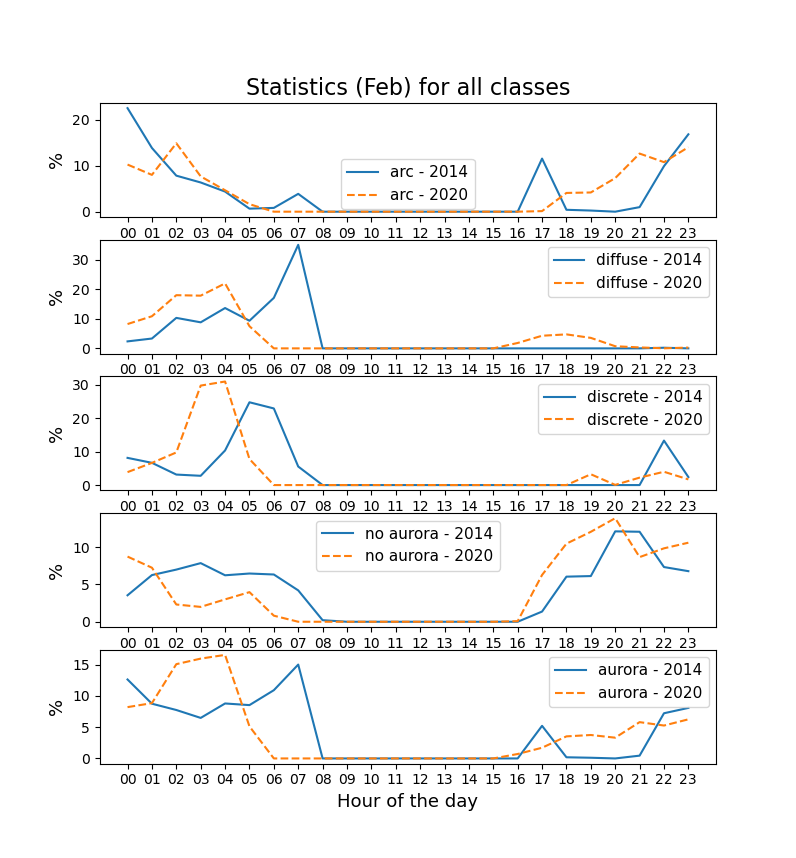 Statistics (Feb) for all classes
%
20
10
0
arc - 2014
arc - 2020
00 01 02 03 04 05 06 07 08 09 10 11 12 13 14 15 16 17 18 19 20 21 22 23
%
30
20
10
0
diffuse - 2014
diffuse - 2020
00 01 02 03 04 05 06 07 08 09 10 11 12 13 14 15 16 17 18 19 20 21 22 23
%
30
20
10
0
discrete - 2014
discrete - 2020
00 01 02 03 04 05 06 07 08 09 10 11 12 13 14 15 16 17 18 19 20 21 22 23
%
10
5
0
no aurora - 2014
no aurora - 2020
00 01 02 03 04 05 06 07 08 09 10 11 12 13 14 15 16 17 18 19 20 21 22 23
%
15
10
5
0
aurora - 2014
aurora - 2020
00 01 02 03 04 05 06 07 08 09 10 11 12 13 14 15 16 17 18 19 20 21 22 23
Hour of the day